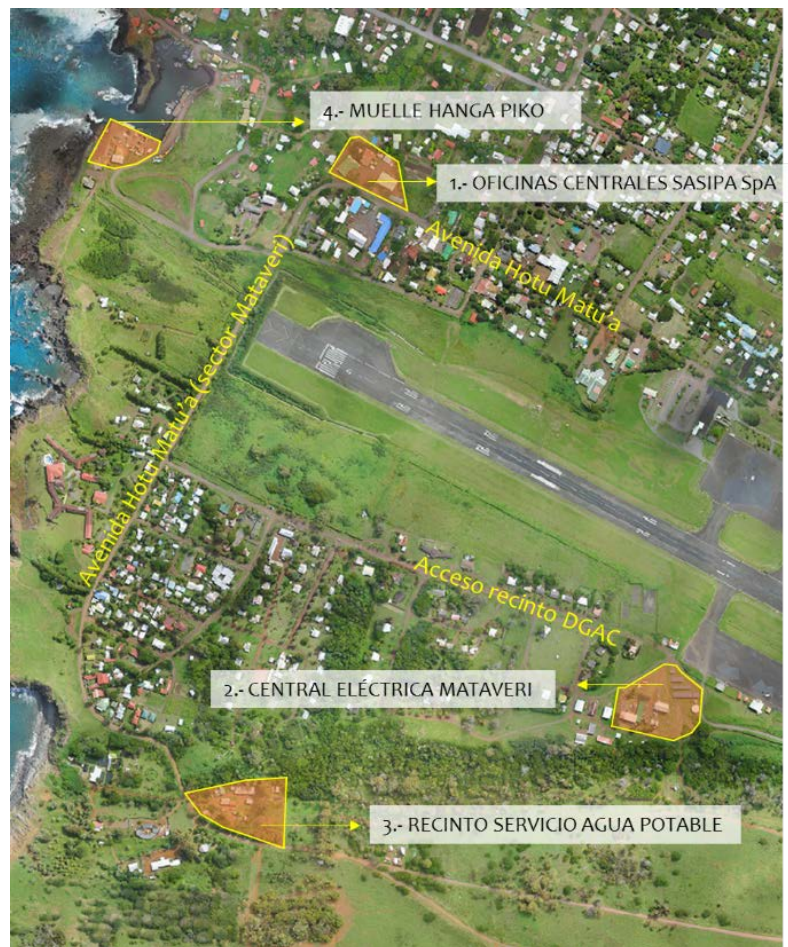 4.- MUELLE HANGA PIKO
1.- OFICINAS CENTRALES SASIPA SpA
Avenida Hotu Matu'a
Avenida Hotu Matu'a (sector Mataveri)
Acceso recinto DGAC
2.- CENTRAL ELÉCTRICA MATAVERI
3.- RECINTO SERVICIO AGUA POTABLE